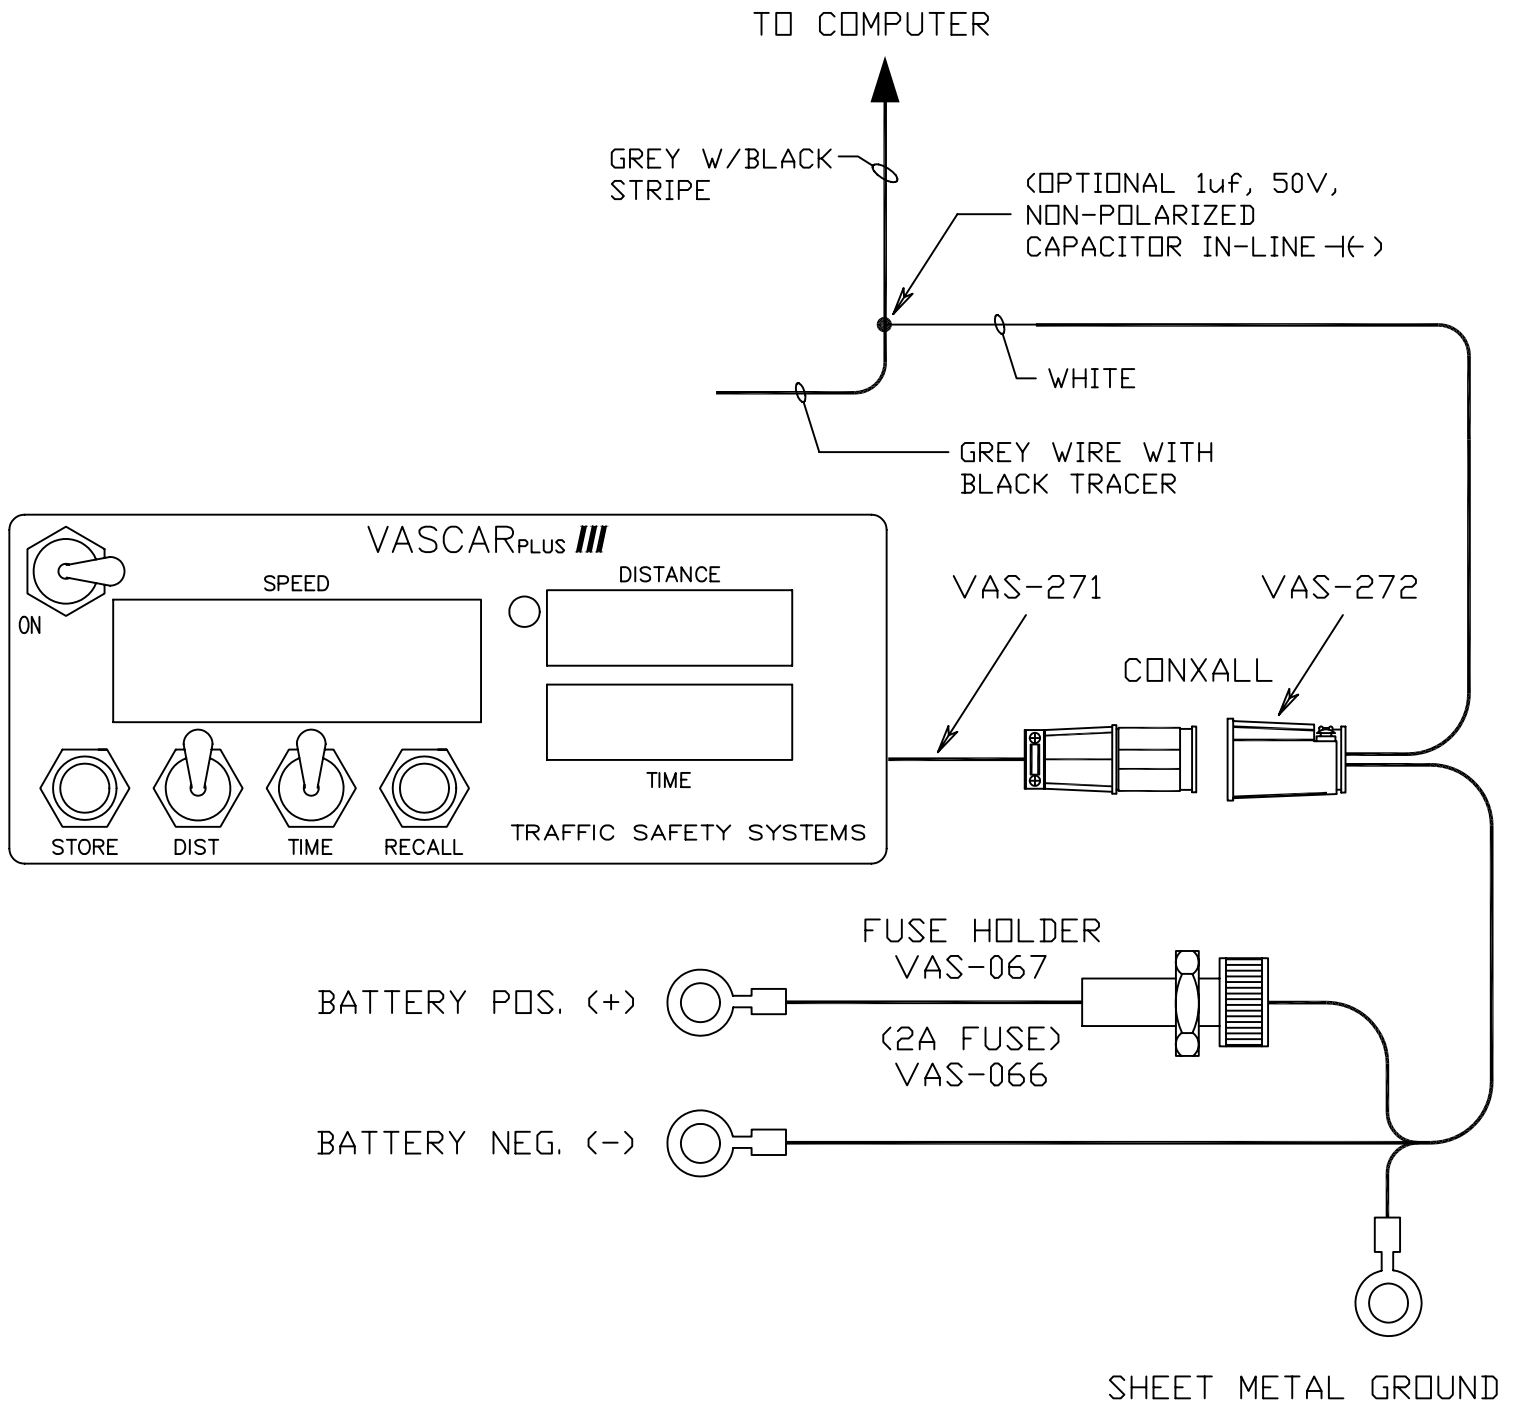 TO COMPUTER
GREY W/BLACK
STRIPE
(OPTIONAL 1uf, 50V,
NON-POLARIZED
CAPACITOR IN-LINE )
WHITE
GREY WIRE WITH
BLACK TRACER
VASCAR PLUS III
ON
SPEED
DISTANCE
TIME
STORE
DIST
TIME
RECALL
TRAFFIC SAFETY SYSTEMS
VAS-271
VAS-272
CONXALL
FUSE HOLDER
VAS-067
BATTERY POS. (+)
(2A FUSE)
VAS-066
BATTERY NEG. (-)
SHEET METAL GROUND